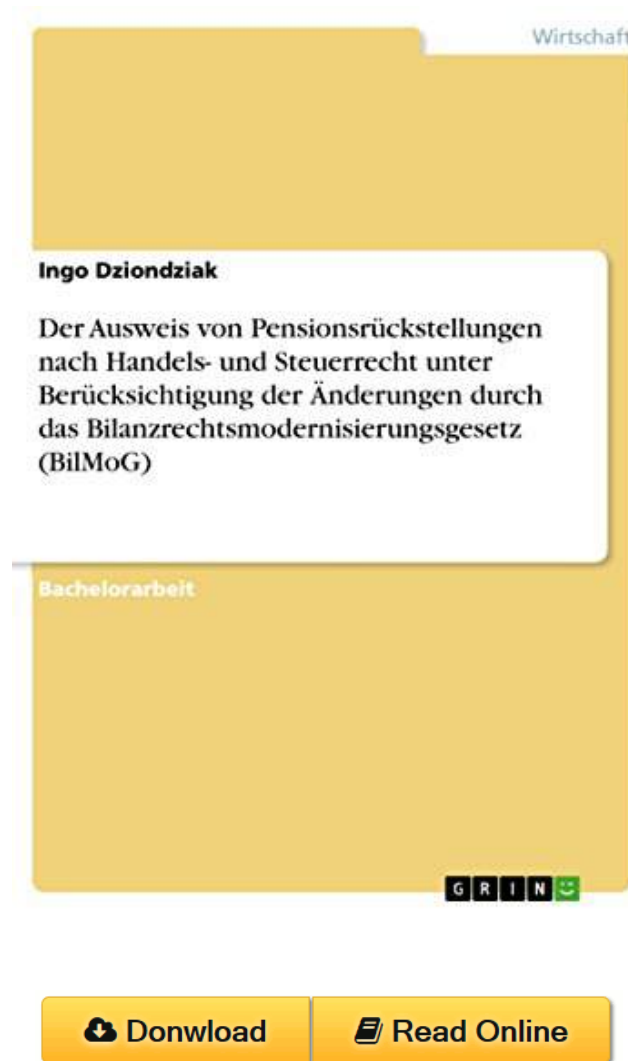 Wirtschaft
Ingo Dziondziak
Der Ausweis von Pensionsrückstellungen
nach Handels- und Steuerrecht unter
Berücksichtigung der Änderungen durch
das Bilanzrechtsmodernisierungsgesetz
(BilMoG)
Bachelorarbeit
GRIN
Donwload Read Online